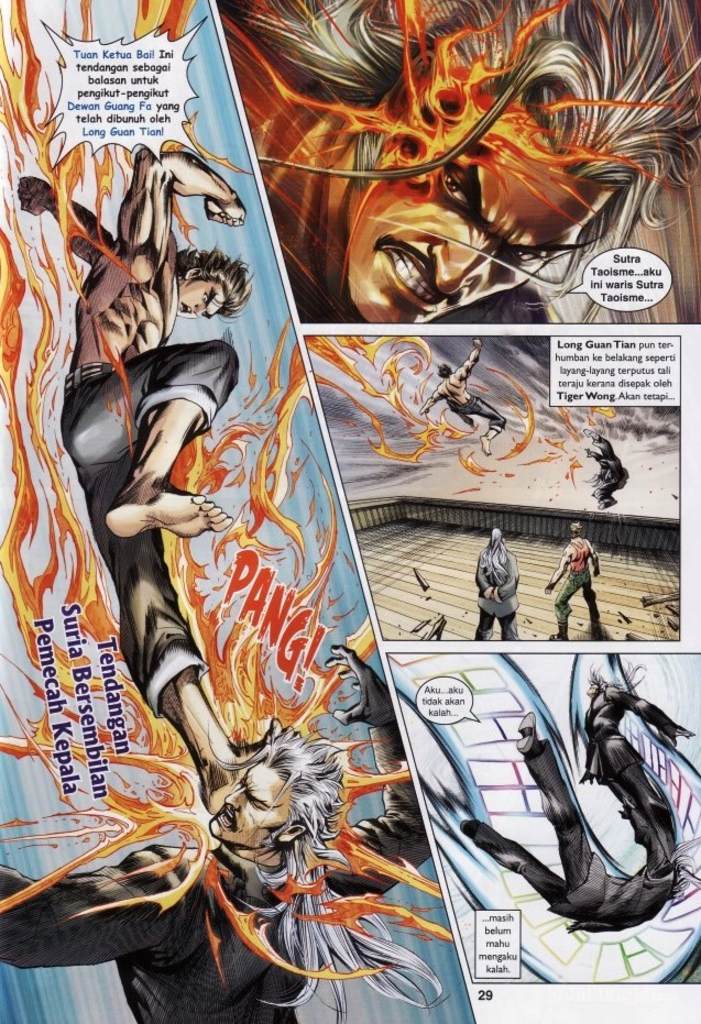 Tuan Ketua Bai! Ini
tendangan sebagai
balasan untuk
pengikut-pengikut
Dewan Guang Fa yang
telah dibunuh oleh
Long Guan Tian!
Tendangan
Suria Bersembilan
Pemecah Kepala
PANG!
Sutra
Taoisme...aku
ini waris Sutra
Taoisme...
Long Guan Tian pun ter-
humban ke belakang seperti
layang-layang terputus tali
teraju kerana disepak oleh
Tiger Wong. Akan tetapi...
Aku...aku
tidak akan
kalah...
...masih
belum
mahu
mengaku
kalah.
29